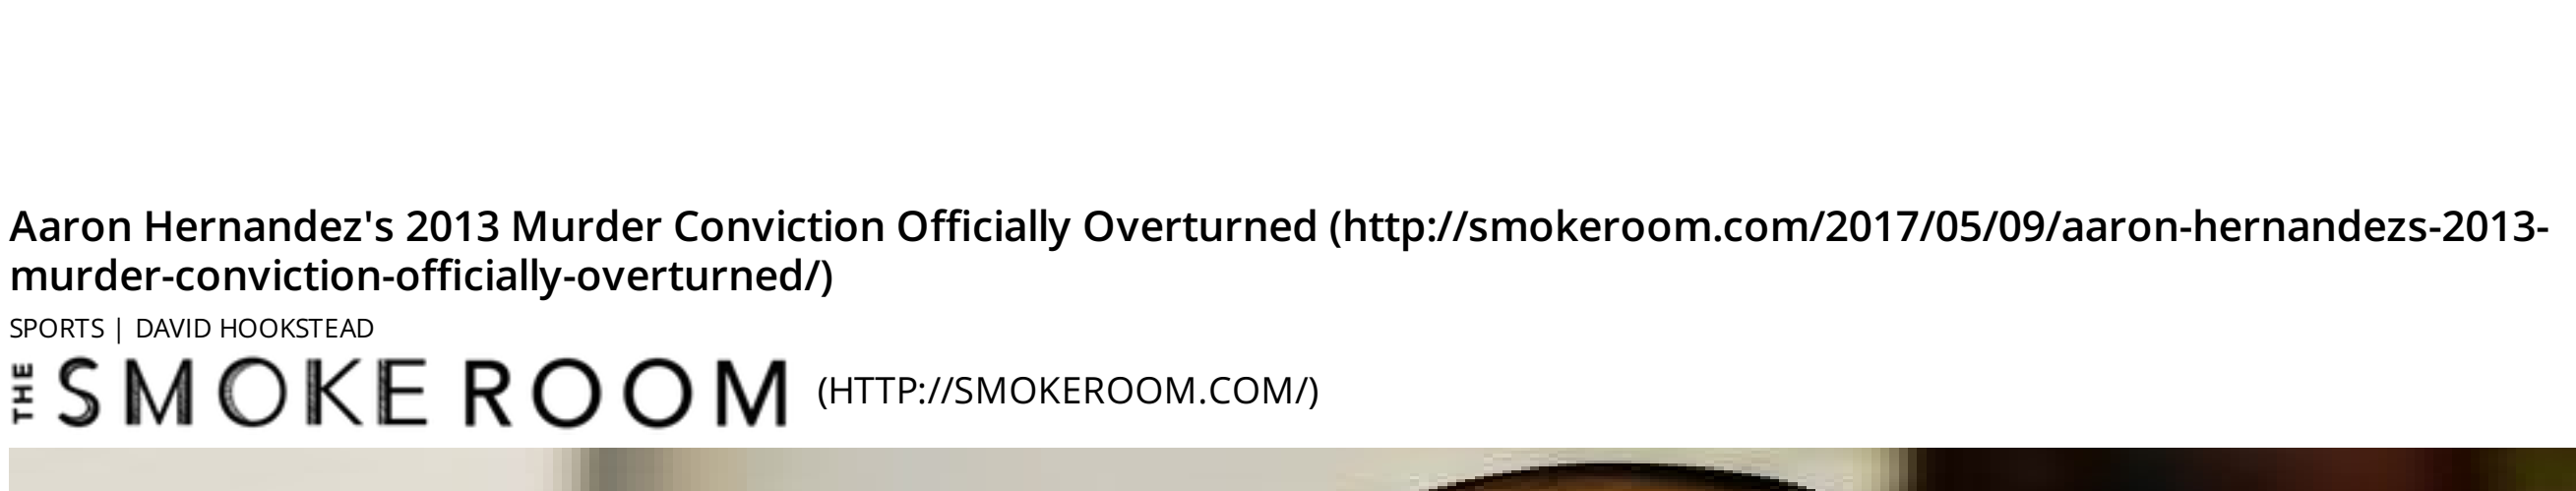 Aaron Hernandez's 2013 Murder Conviction Officially Overturned (http://smokeroom.com/2017/05/09/aaron-hernandezs-2013-
murder-conviction-officially-overturned/)
SPORTS | DAVID HOOKSTEAD
THE SMOKE ROOM (HTTP://SMOKEROOM.COM/)